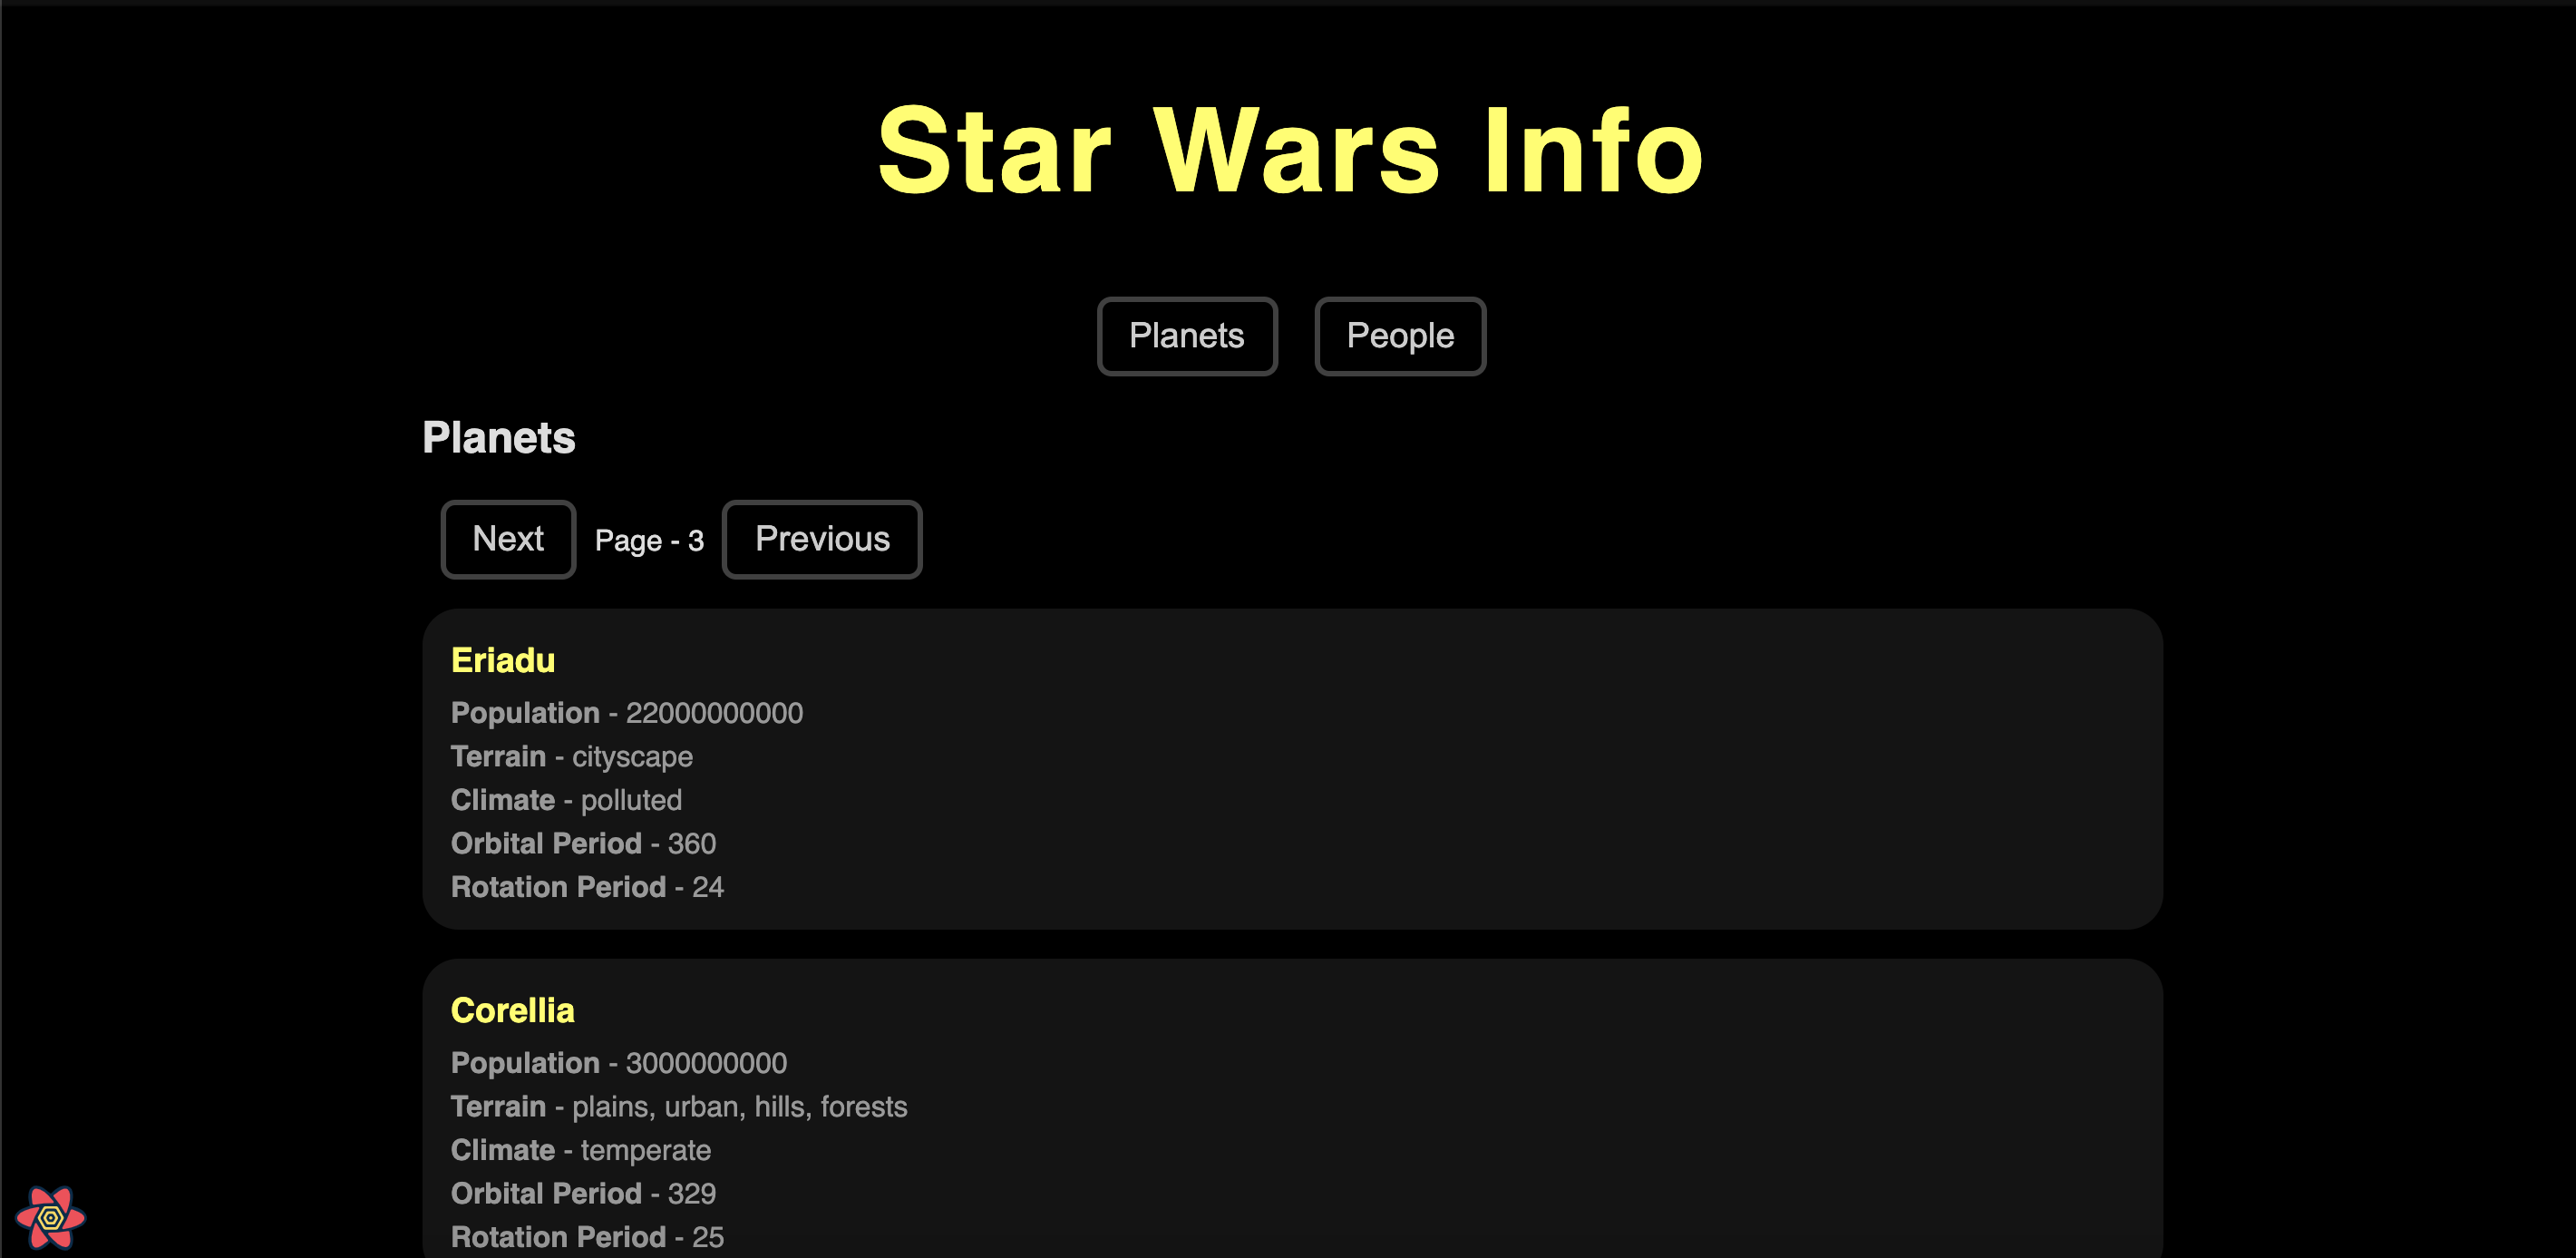 Star Wars Info
Planets People
Planets
Next Page - 3 Previous
Eriadu
Population - 22000000000
Terrain - cityscape
Climate - polluted
Orbital Period - 360
Rotation Period - 24
Corellia
Population - 3000000000
Terrain - plains, urban, hills, forests
Climate - temperate
Orbital Period - 329
Rotation Period - 25